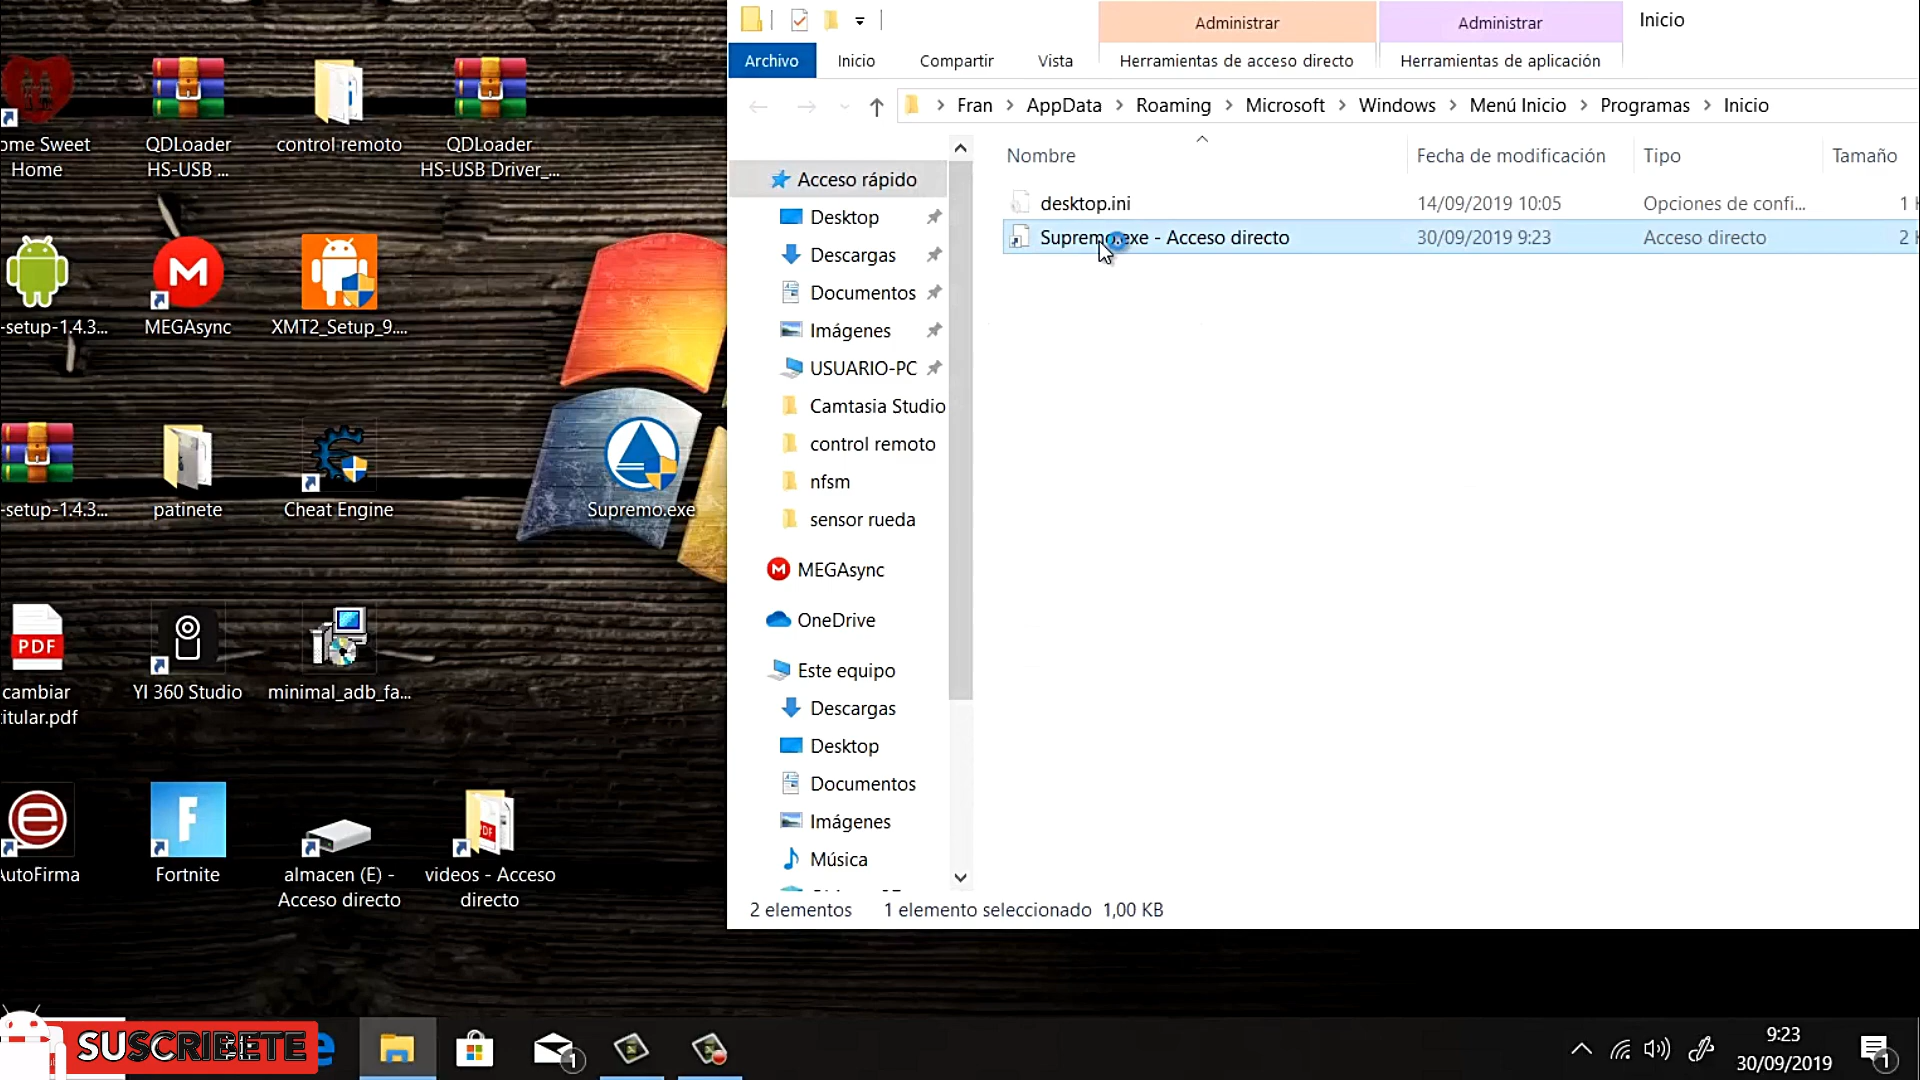 ome Sweet
Home
QDLoader
HS-USB ...
control remoto
QDLoader
HS-USB Driver_...
-setup-1.4.3...
MEGAsync
XMT2_Setup_9....
-setup-1.4.3...
patinete
Cheat Engine
Supremo.exe
PDF
cambiar
itular.pdf
YI 360 Studio
minimal_adb_fa...
AutoFirma
Fortnite
almacen (E) -
Acceso directo
PDF
videos - Acceso
directo
Administrar
Administrar
Inicio
Archivo
Inicio
Compartir
Vista
Herramientas de acceso directo
Herramientas de aplicación
Fran
AppData
Roaming
Microsoft
Windows
Menú Inicio
Programas
Inicio
Acceso rápido
Desktop
Descargas
Documentos
Imágenes
USUARIO-PC
Camtasia Studio
control remoto
nfsm
sensor rueda
MEGAsync
OneDrive
Este equipo
Descargas
Desktop
Documentos
Imágenes
Música
Nombre
Fecha de modificación
Tipo
Tamaño
desktop.ini
14/09/2019 10:05
Opciones de confi...
1
Supremo.exe - Acceso directo
30/09/2019 9:23
Acceso directo
2
2 elementos
1 elemento seleccionado
1,00 KB
SUSCRIBETE
1
9:23
30/09/2019
1